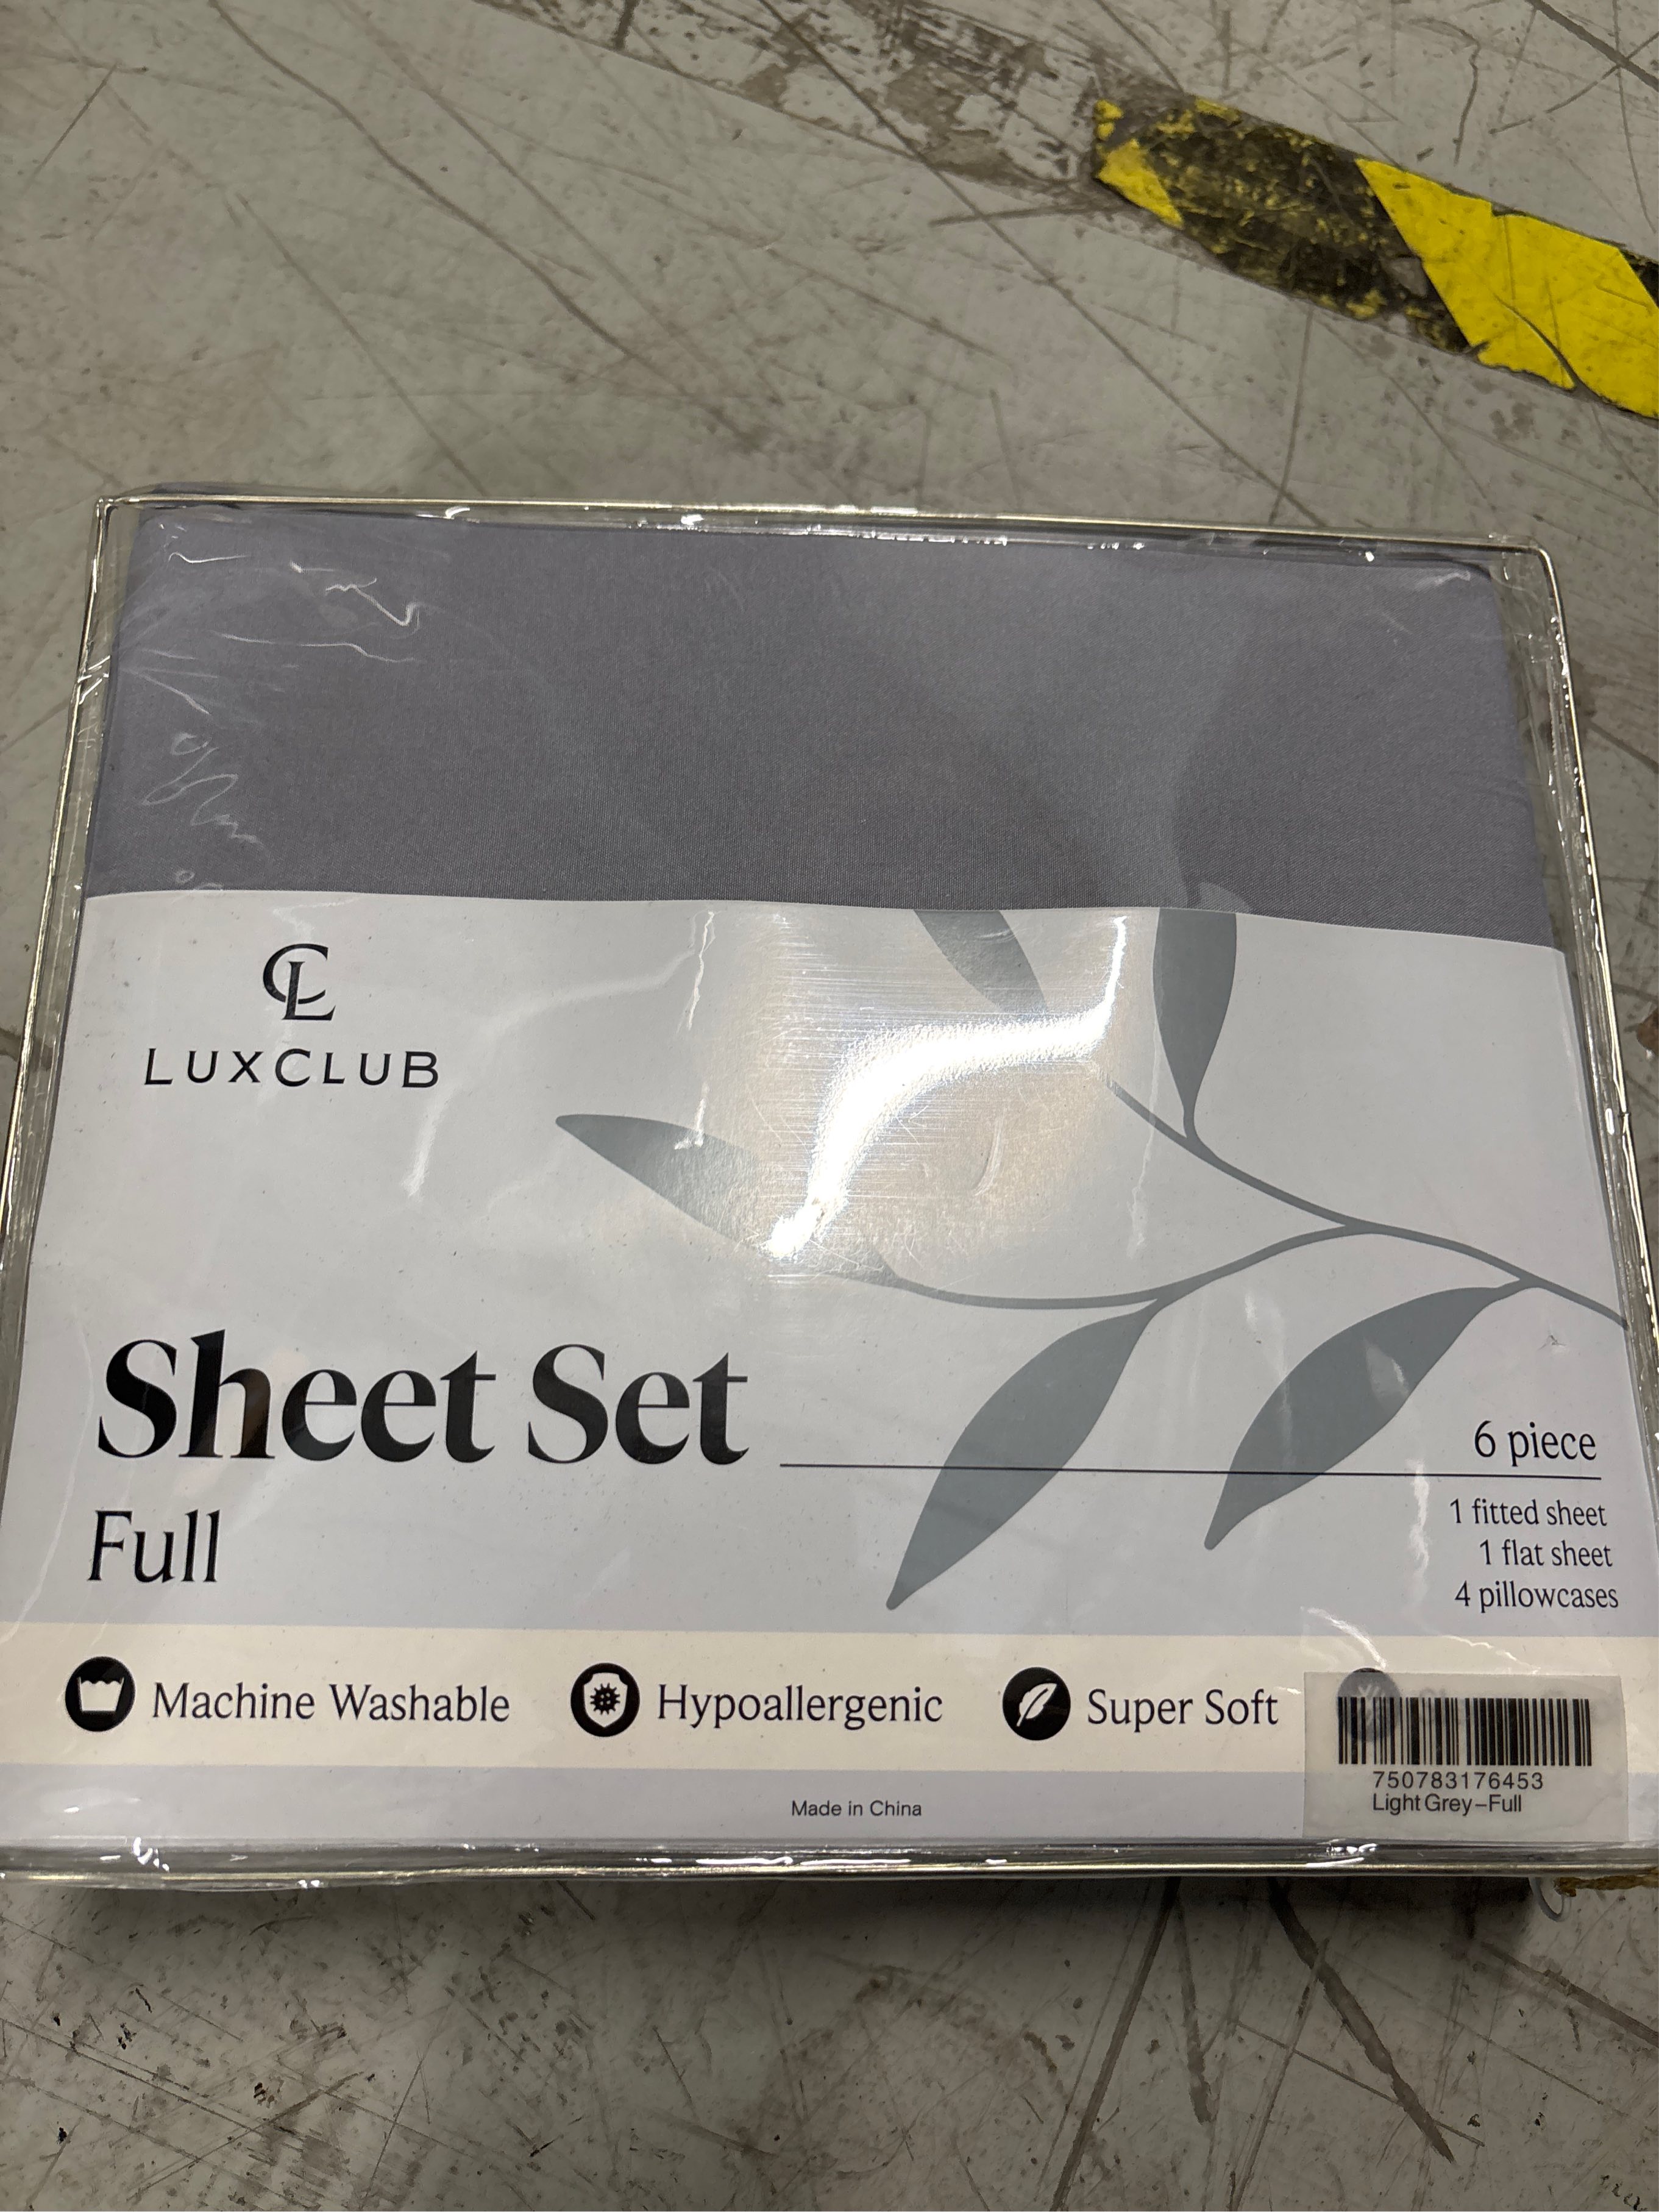 CL
LUXCLUB
Sheet Set
Full
6 piece
1 fitted sheet
1 flat sheet
4 pillowcases
Machine Washable
Hypoallergenic
Super Soft
750783176453
Light Grey-Full
Made in China